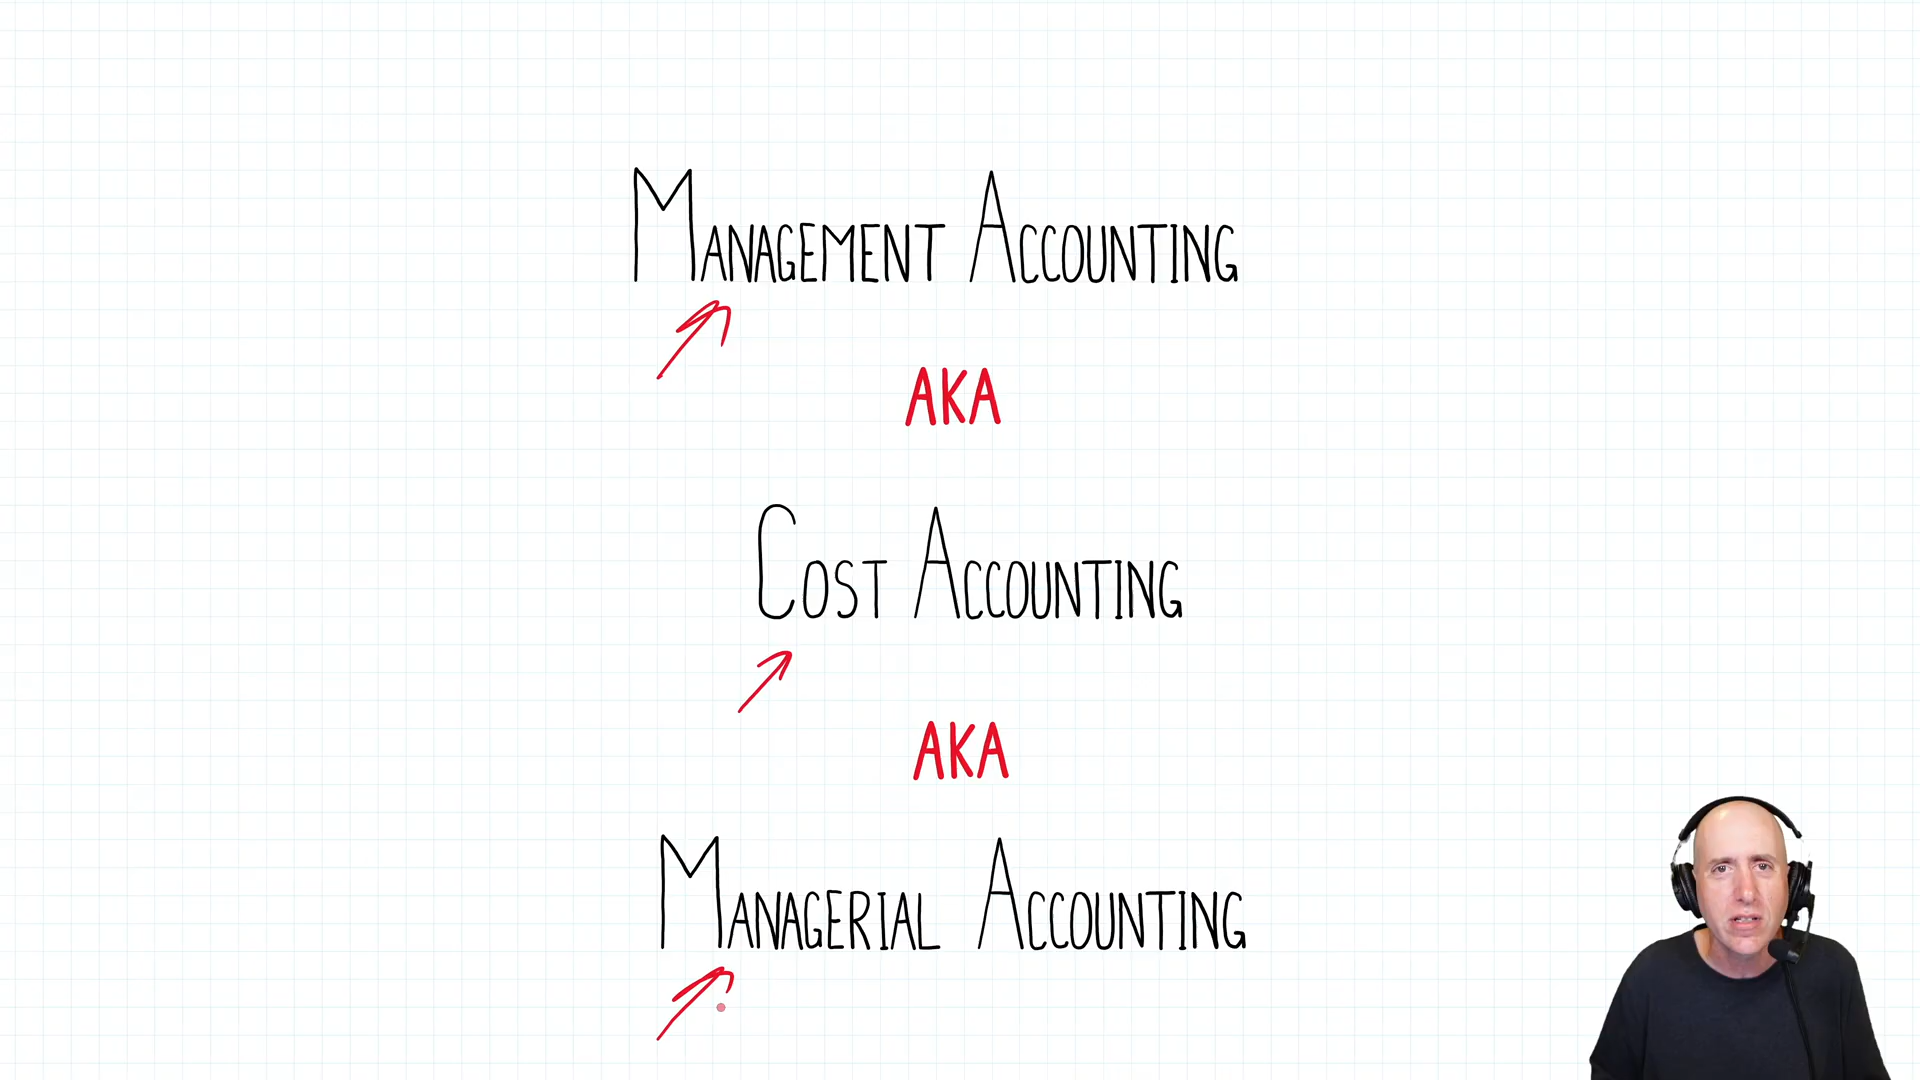 MANAGEMENT ACCOUNTING
AKA
COST ACCOUNTING
AKA
MANAGERIAL ACCOUNTING